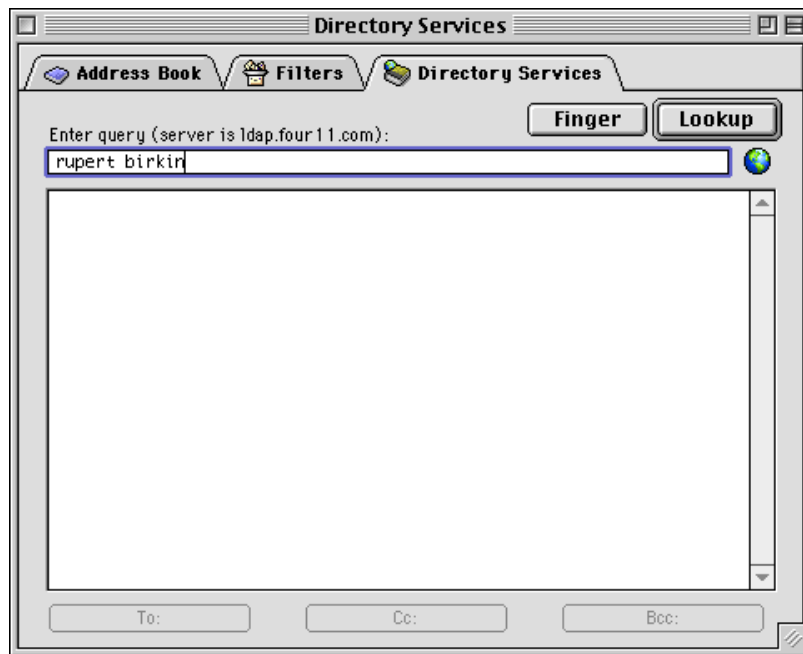 Directory Services
Address Book Filters Directory Services
Finger Lookup
Enter query (server is ldap.four11.com):
rupert birkin
To: Cc: Bcc: